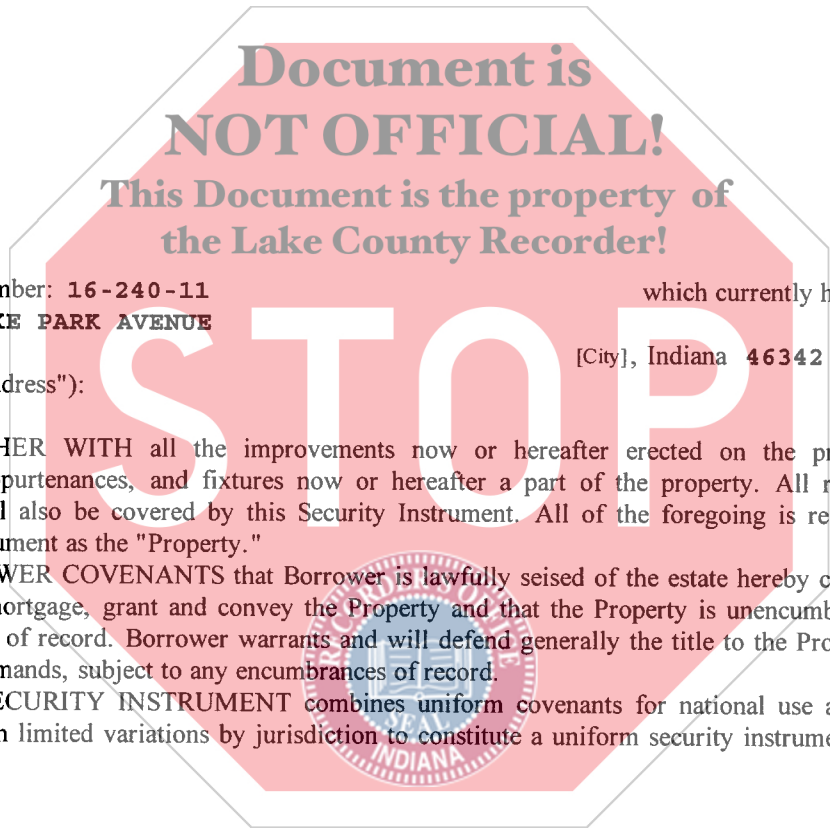 Document is
NOT OFFICIAL!
This Document is the property of
the Lake County Recorder!
mber: 16-240-11 which currently h
KE PARK AVENUE
STOP
[City], Indiana 46342
dress"):
HER WITH all the improvements now or hereafter erected on the pr
purtenances, and fixtures now or hereafter a part of the property. All r
l also be covered by this Security Instrument. All of the foregoing is re
ument as the "Property."
WER COVENANTS that Borrower is lawfully seised of the estate hereby c
nortgage, grant and convey the Property and that the Property is unencumb
of record. Borrower warrants and will defend generally the title to the Pro
mands, subject to any encumbrances of record.
ECURITY INSTRUMENT combines uniform covenants for national use a
n limited variations by jurisdiction to constitute a uniform security instrume
RECORDER'S OFFICE
SEAL
INDIANA